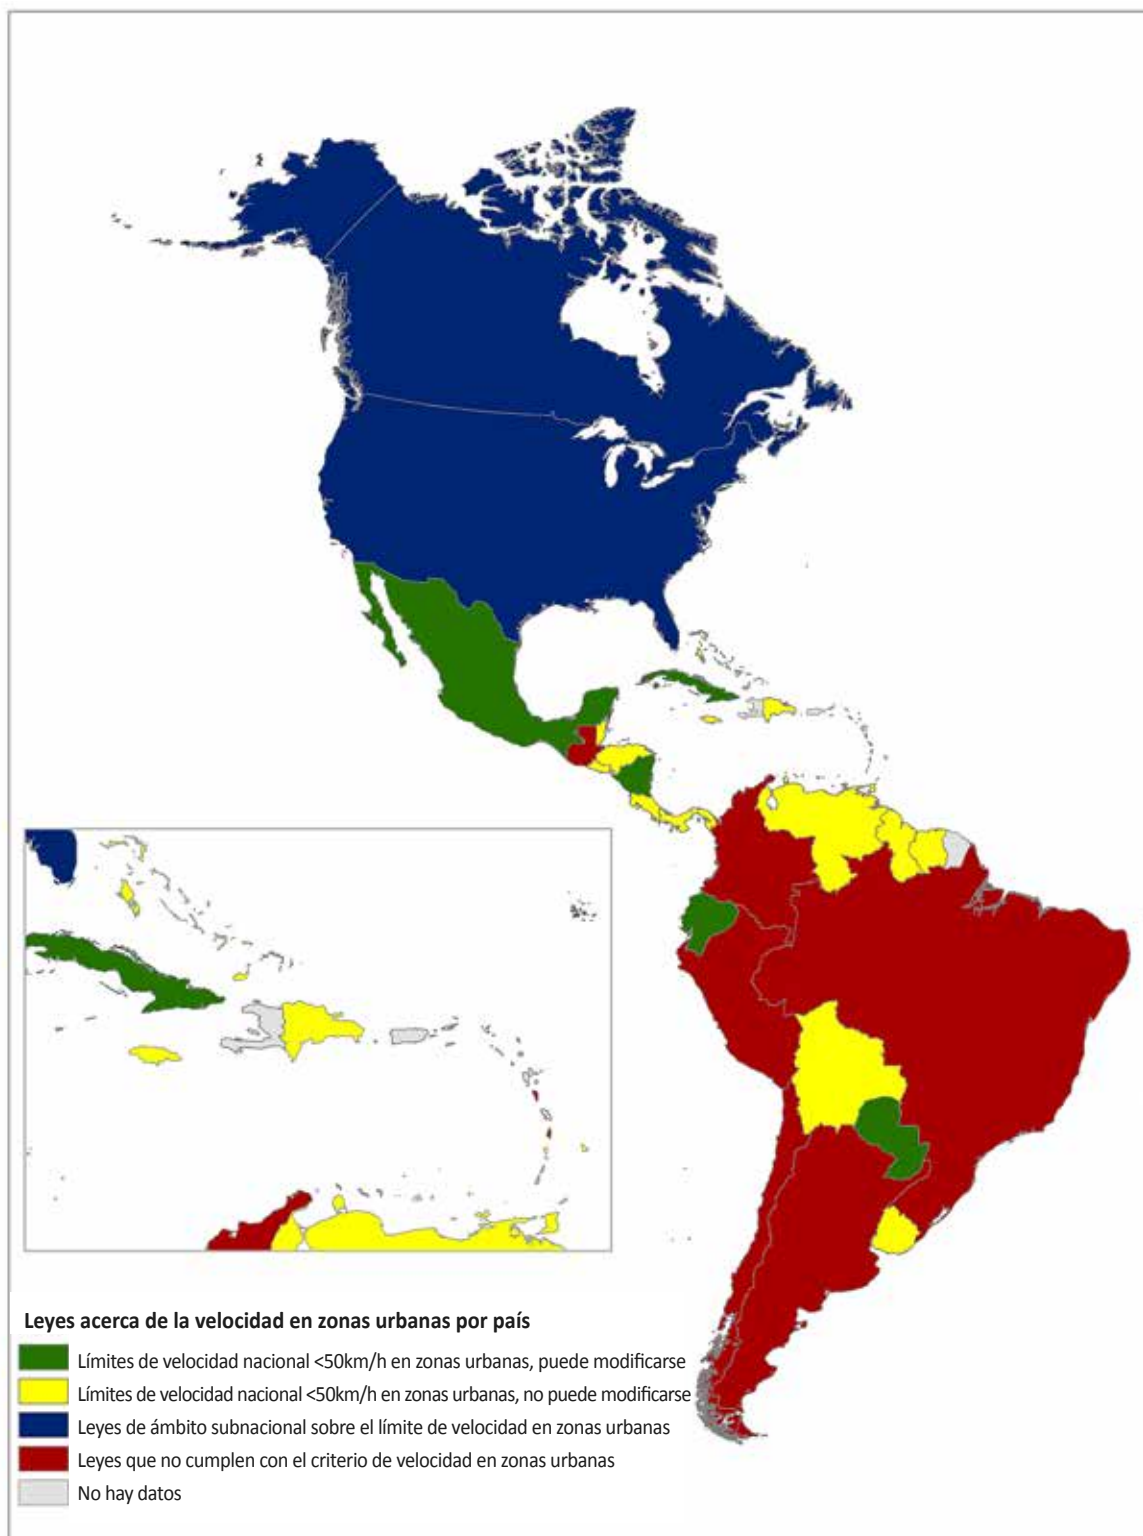 Leyes acerca de la velocidad en zonas urbanas por país
Límites de velocidad nacional <50km/h en zonas urbanas, puede modificarse
Límites de velocidad nacional <50km/h en zonas urbanas, no puede modificarse
Leyes de ámbito subnacional sobre el límite de velocidad en zonas urbanas
Leyes que no cumplen con el criterio de velocidad en zonas urbanas
No hay datos